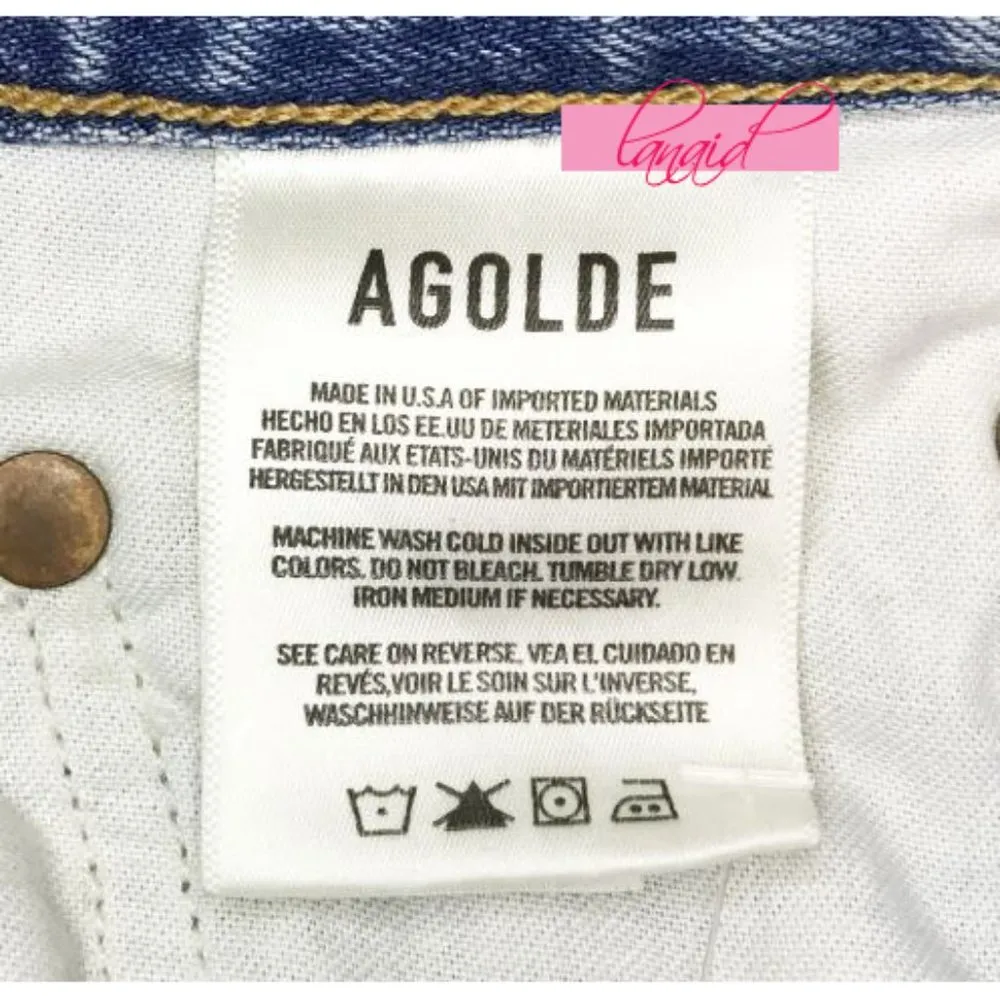 lanaid
AGOLDE
MADE IN U.S.A OF IMPORTED MATERIALS
HECHO EN LOS EE.UU DE METERIALES IMPORTADA
FABRIQUÉ AUX ETATS-UNIS DU MATÉRIELS IMPORTÉ
HERGESTELLT IN DEN USA MIT IMPORTIERTEM MATERIAL
MACHINE WASH COLD INSIDE OUT WITH LIKE
COLORS. DO NOT BLEACH. TUMBLE DRY LOW.
IRON MEDIUM IF NECESSARY.
SEE CARE ON REVERSE, VEA EL CUIDADO EN
REVÉS,VOIR LE SOIN SUR L'INVERSE,
WASCHHINWEISE AUF DER RÜCKSEITE